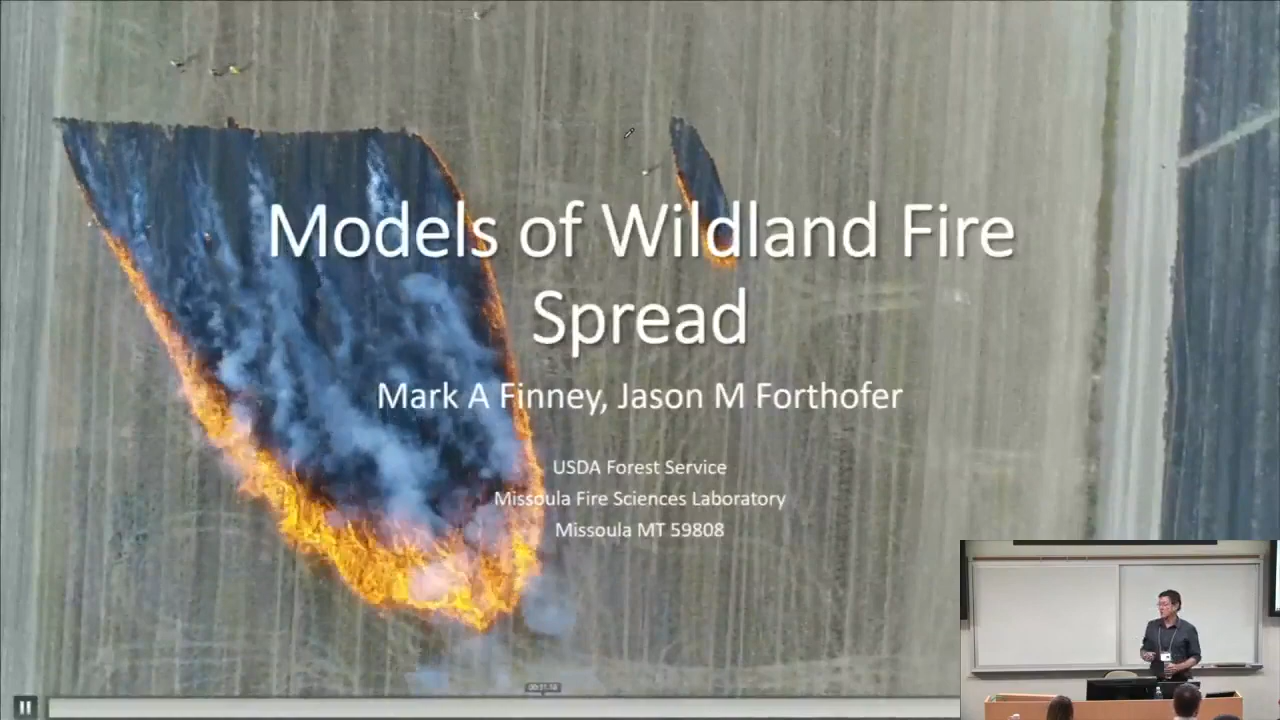 Models of Wildland Fire
Spread
Mark A Finney, Jason M Forthofer
USDA Forest Service
Missoula Fire Sciences Laboratory
Missoula MT 59808